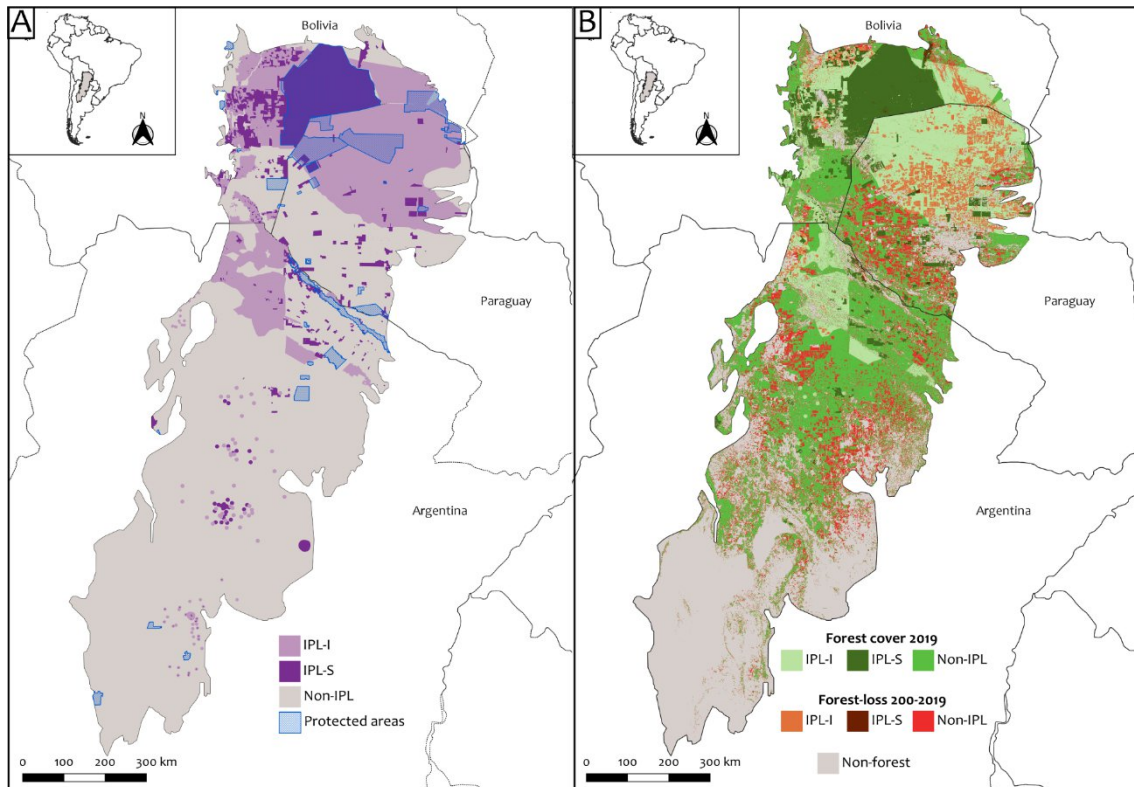 A
Bolivia
N
Paraguay
Argentina
IPL-I
IPL-S
Non-IPL
Protected areas
0 100 200 300 km
B
Bolivia
N
Paraguay
Argentina
Forest cover 2019
IPL-I IPL-S Non-IPL
Forest-loss 200-2019
IPL-I IPL-S Non-IPL
Non-forest
0 100 200 300 km